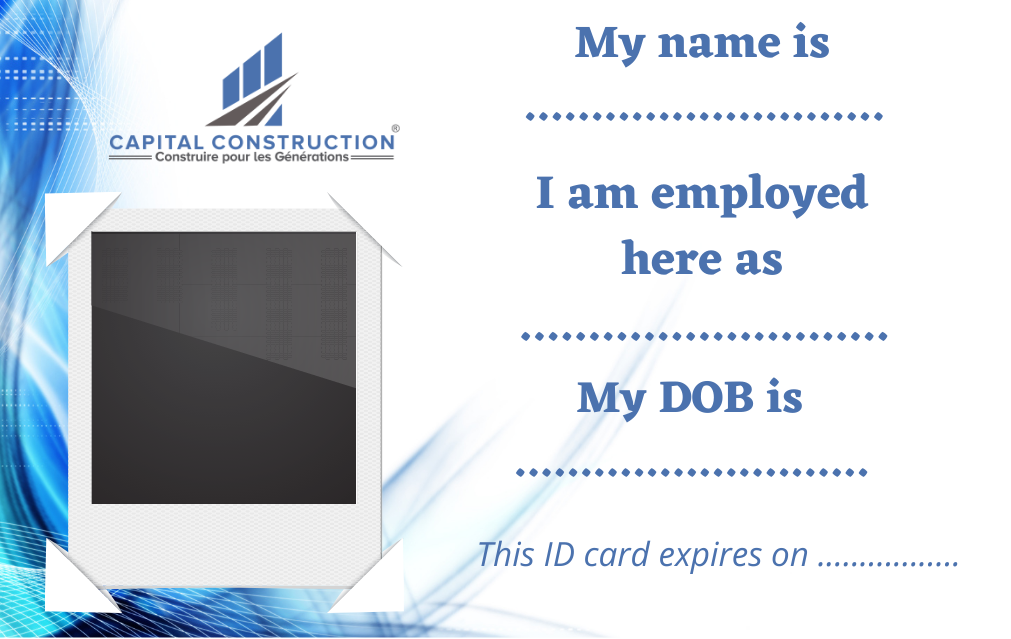 CAPITAL CONSTRUCTION®
Construire pour les Générations
My name is
..........................
I am employed
here as
...........................
My DOB is
..........................
This ID card expires on .................